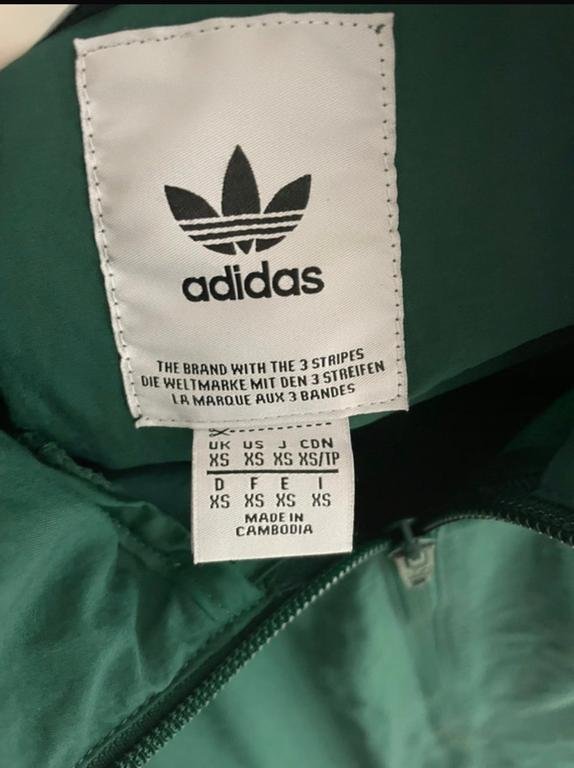 adidas
THE BRAND WITH THE 3 STRIPES
DIE WELTMARKE MIT DEN 3 STREIFEN
LA MARQUE AUX 3 BANDES
UK US J CDN
XS XS XS XS/TP
D F E I
XS XS XS XS
MADE IN
CAMBODIA